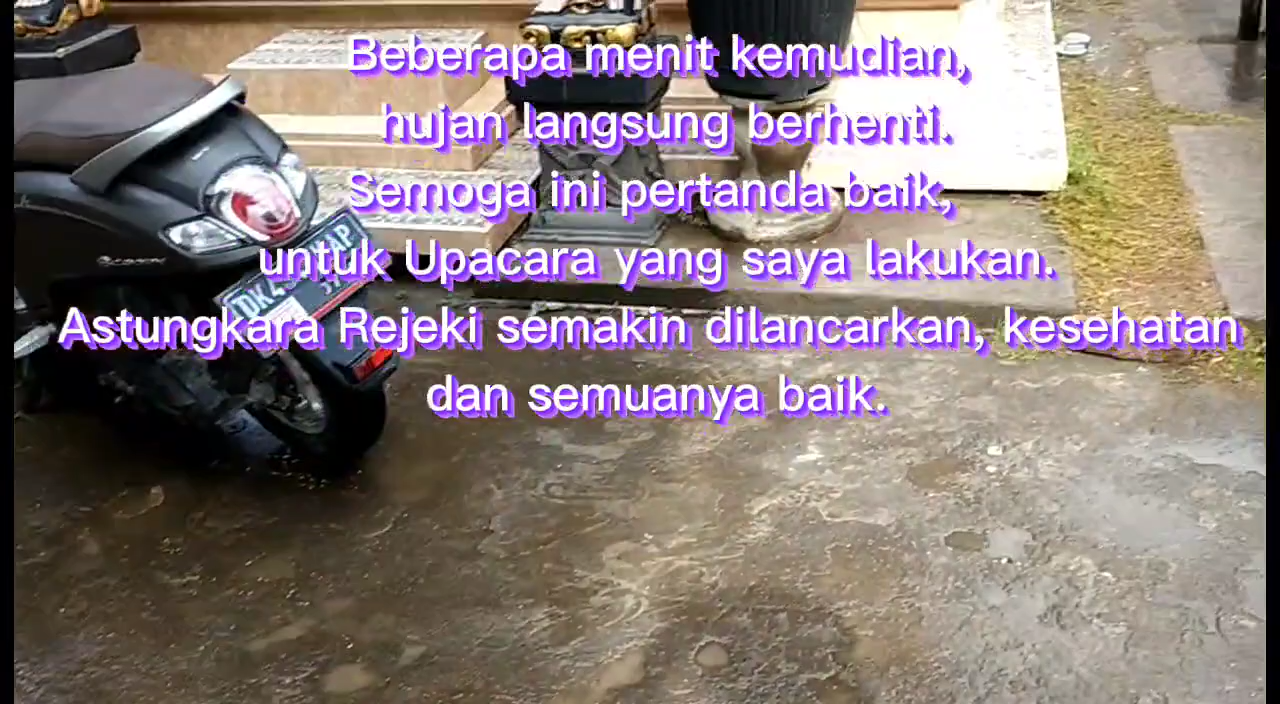 Beberapa menit kemudian,
hujan langsung berhenti.
Semoga ini pertanda baik,
untuk Upacara yang saya lakukan.
Astungkara Rejeki semakin dilancarkan, kesehatan
dan semuanya baik.